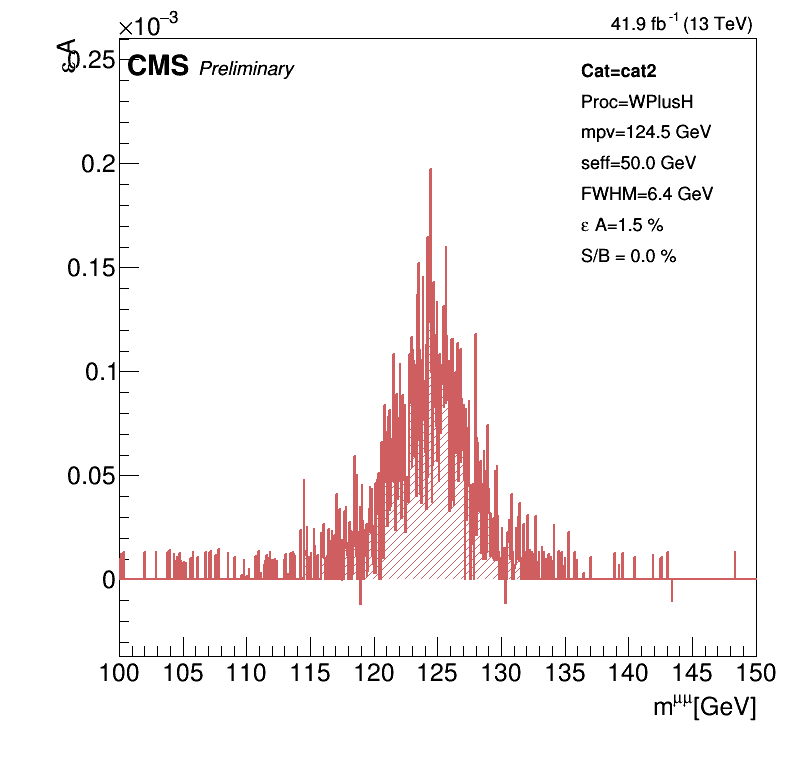 ×10⁻³
41.9 fb⁻¹ (13 TeV)
ε A
CMS Preliminary
Cat=cat2
Proc=WPlusH
mpv=124.5 GeV
seff=50.0 GeV
FWHM=6.4 GeV
ε A=1.5 %
S/B = 0.0 %
0.25
0.2
0.15
0.1
0.05
0
100 105 110 115 120 125 130 135 140 145 150
m^μμ[GeV]